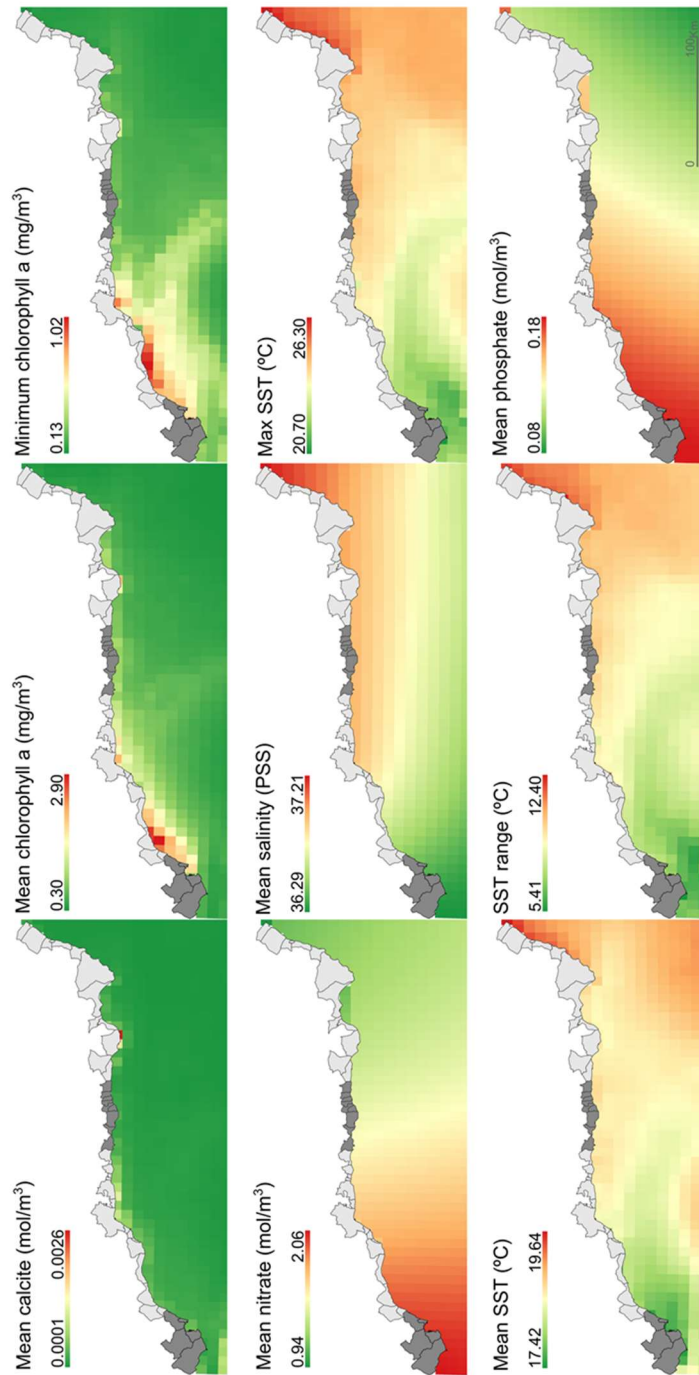 Mean calcite (mol/m³)
0.0001 0.0026
Mean chlorophyll a (mg/m³)
0.30 2.90
Minimum chlorophyll a (mg/m³)
0.13 1.02
Mean nitrate (mol/m³)
0.94 2.06
Mean salinity (PSS)
36.29 37.21
Max SST (ºC)
20.70 26.30
Mean SST (ºC)
17.42 19.64
SST range (ºC)
5.41 12.40
Mean phosphate (mol/m³)
0.08 0.18
0 100Km